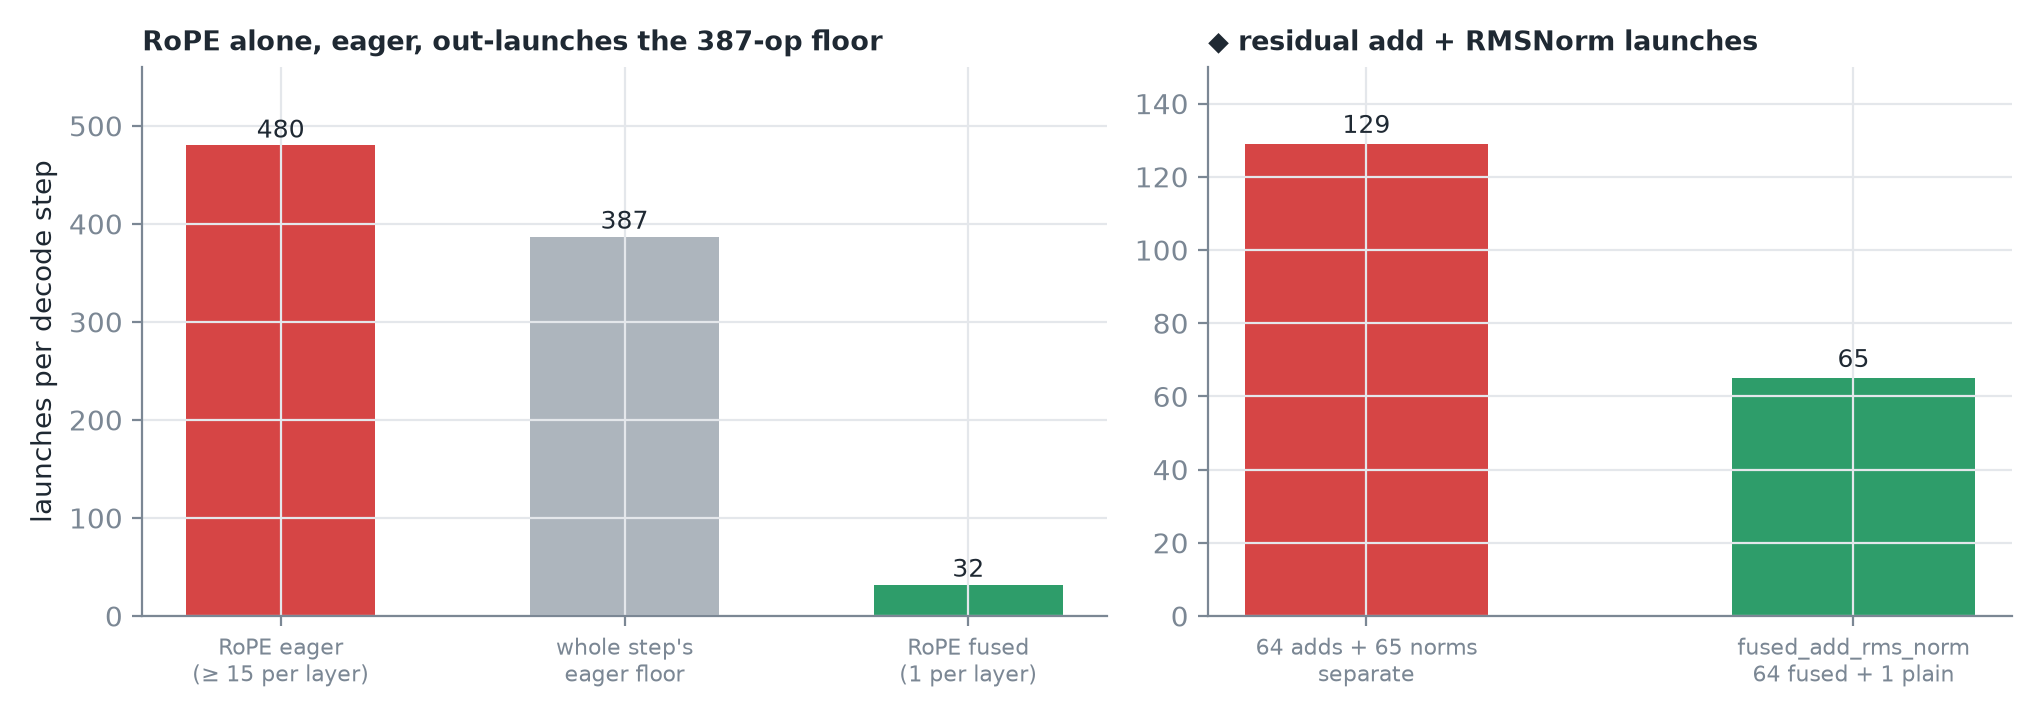 RoPE alone, eager, out-launches the 387-op floor
launches per decode step
500
400
300
200
100
0
480
387
32
RoPE eager
(≥ 15 per layer)
whole step's
eager floor
RoPE fused
(1 per layer)
◆ residual add + RMSNorm launches
140
120
100
80
60
40
20
0
129
65
64 adds + 65 norms
separate
fused_add_rms_norm
64 fused + 1 plain